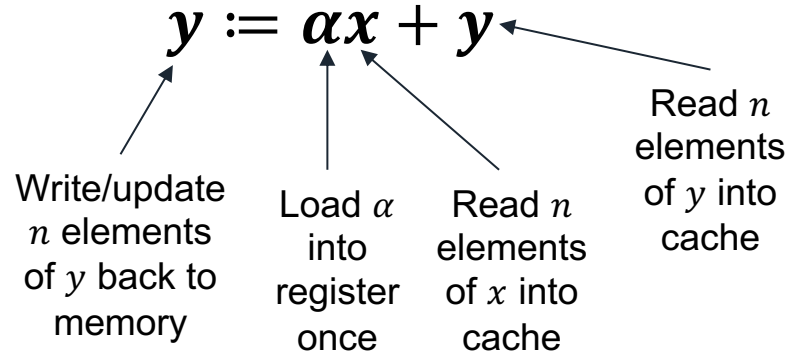 y := αx + y
Write/update
n elements
of y back to
memory
Load α
into
register
once
Read n
elements
of x into
cache
Read n
elements
of y into
cache